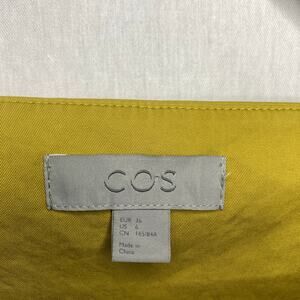 COS
EUR 36
US 6
CN 165/84A
Made in
China